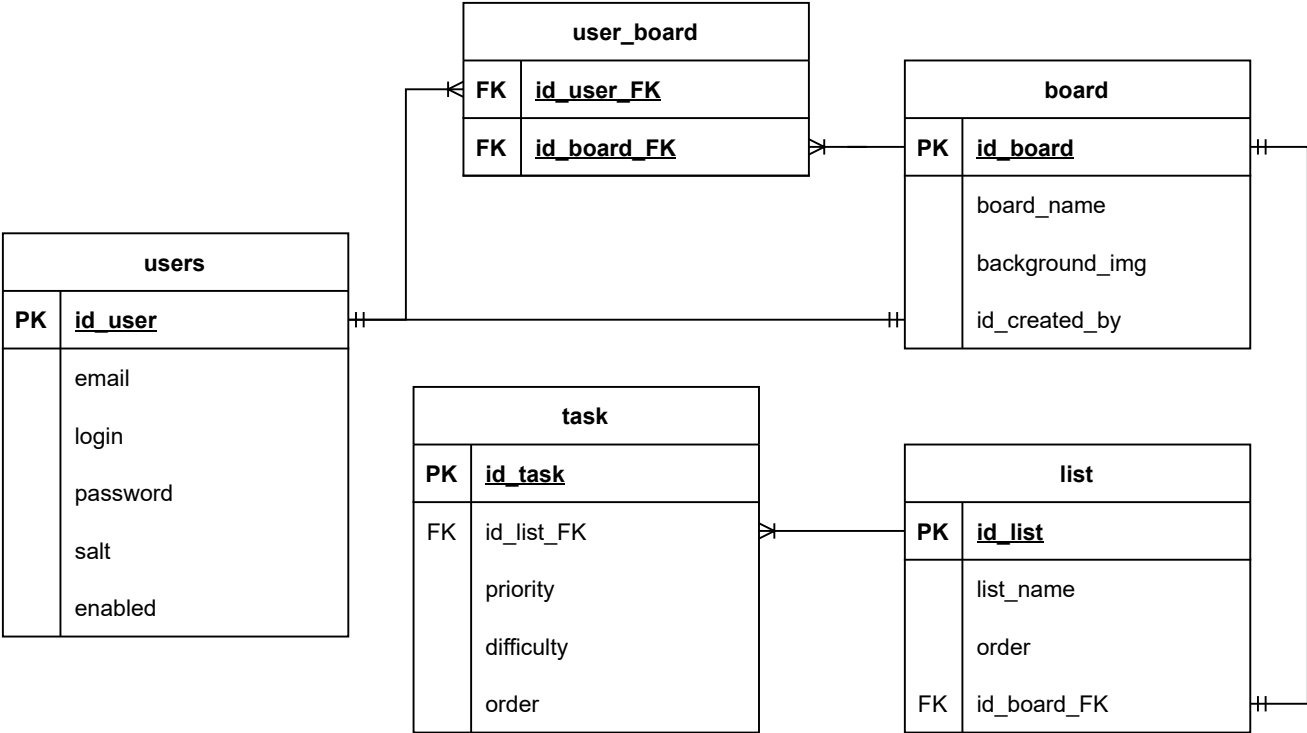 user_board
FK id_user_FK
FK id_board_FK
board
PK id_board
board_name
background_img
id_created_by
users
PK id_user
email
login
password
salt
enabled
task
PK id_task
FK id_list_FK
priority
difficulty
order
list
PK id_list
list_name
order
FK id_board_FK